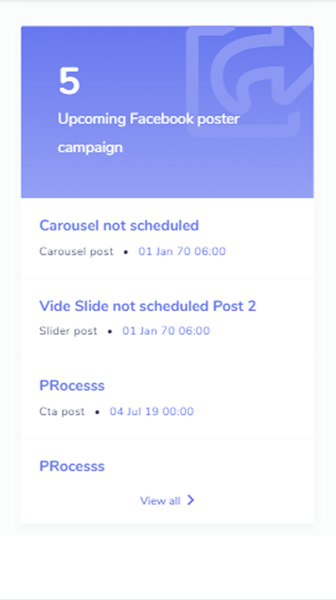 5
Upcoming Facebook poster
campaign
Carousel not scheduled
Carousel post • 01 Jan 70 06:00
Vide Slide not scheduled Post 2
Slider post • 01 Jan 70 06:00
PRocesss
Cta post • 04 Jul 19 00:00
PRocesss
View all